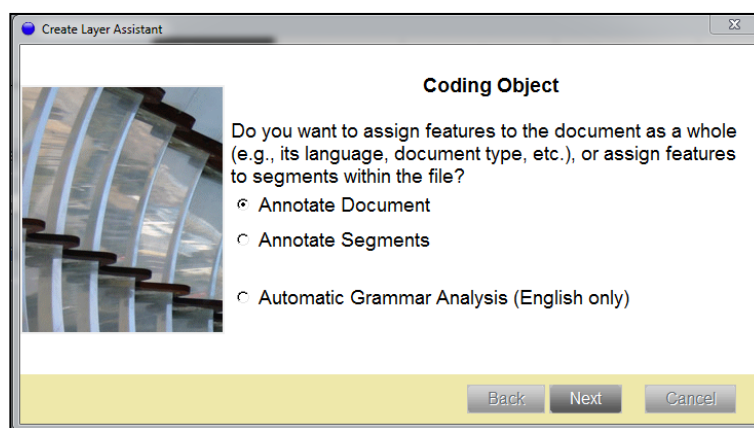 Create Layer Assistant
Coding Object
Do you want to assign features to the document as a whole
(e.g., its language, document type, etc.), or assign features
to segments within the file?
Annotate Document
Annotate Segments
Automatic Grammar Analysis (English only)
Back Next Cancel